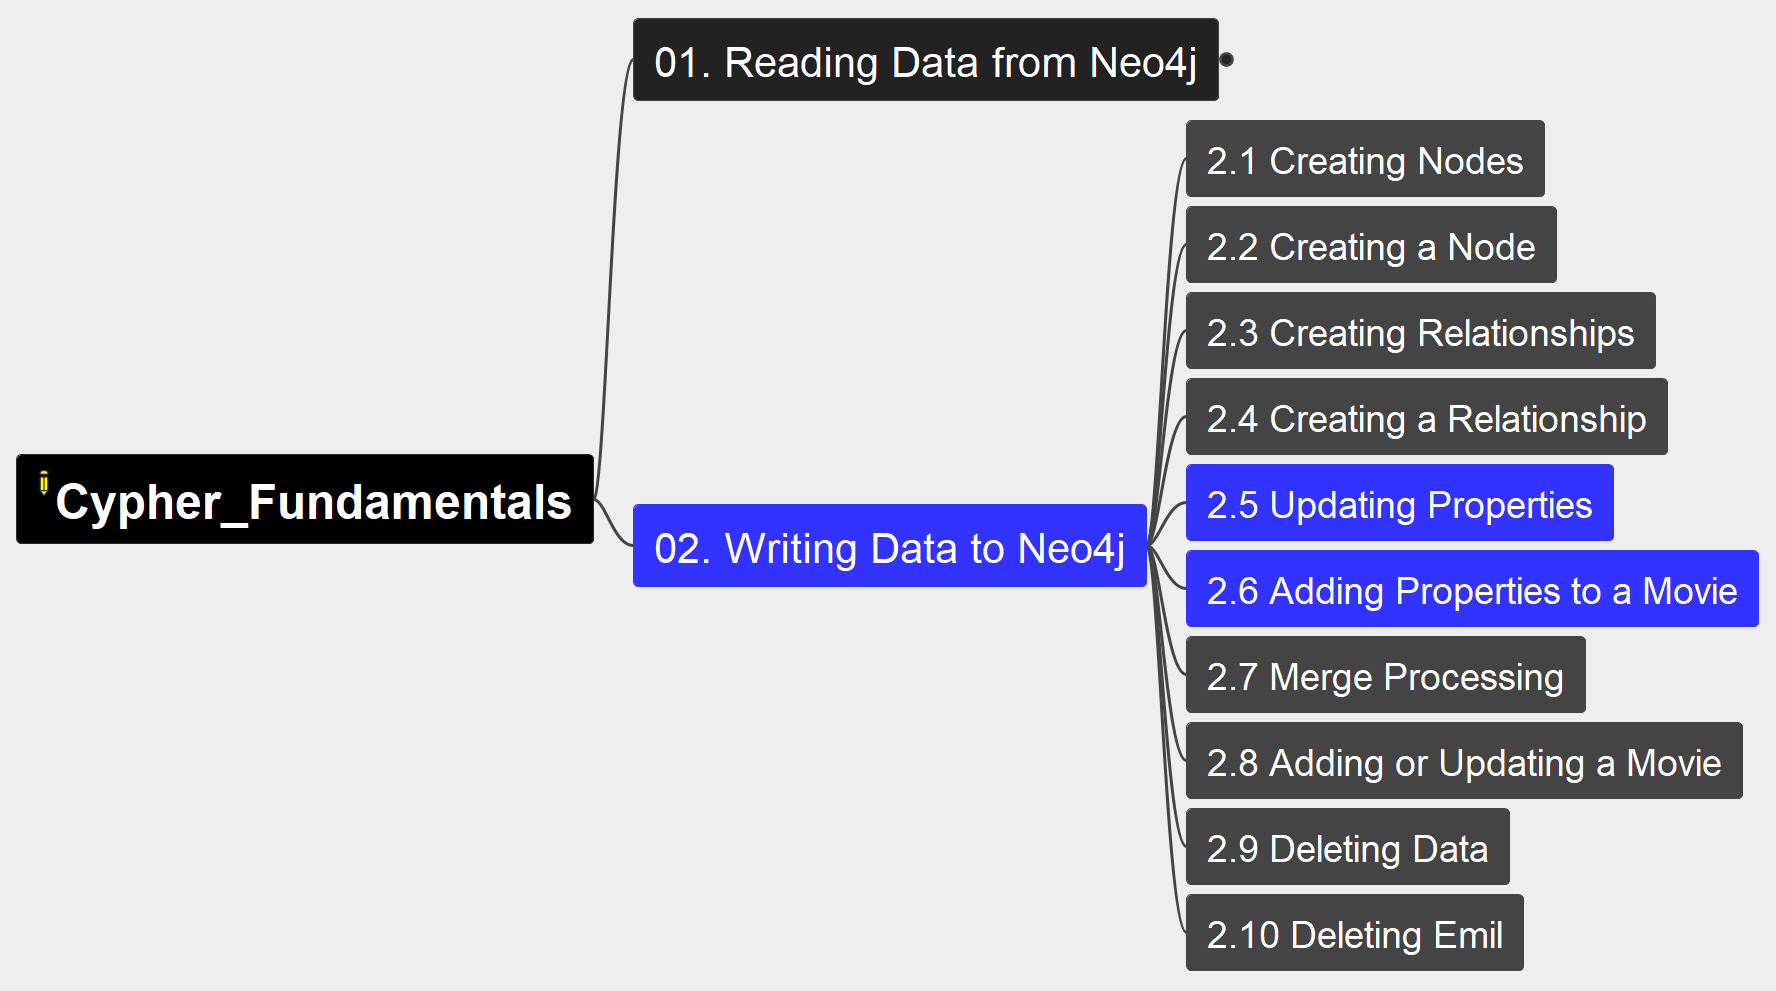 01. Reading Data from Neo4j
2.1 Creating Nodes
2.2 Creating a Node
2.3 Creating Relationships
2.4 Creating a Relationship
Cypher_Fundamentals
02. Writing Data to Neo4j
2.5 Updating Properties
2.6 Adding Properties to a Movie
2.7 Merge Processing
2.8 Adding or Updating a Movie
2.9 Deleting Data
2.10 Deleting Emil